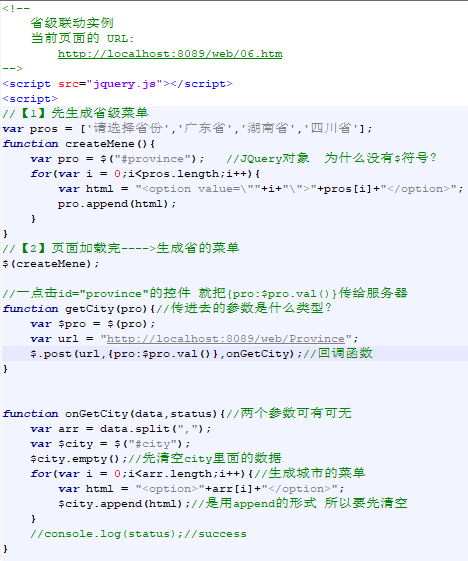 <!--
省级联动实例
当前页面的 URL:
http://localhost:8089/web/06.htm
-->
<script src="jquery.js"></script>
<script>
//【1】先生成省级菜单
var pros = ['请选择省份','广东省','湖南省','四川省'];
function createMene(){
var pro = $("#province");   //JQuery对象  为什么没有$符号？
for(var i = 0;i<pros.length;i++){
var html = "<option value=\""+i+"\">"+pros[i]+"</option>";
pro.append(html);
}
}
//【2】页面加载完---->生成省的菜单
$(createMene);
//一点击id="province"的控件 就把{pro:$pro.val()}传给服务器
function getCity(pro){//传进去的参数是什么类型？
var $pro = $(pro);
var url = "http://localhost:8089/web/Province";
$.post(url,{pro:$pro.val()},onGetCity);//回调函数
}
function onGetCity(data,status){//两个参数可有可无
var arr = data.split(",");
var $city = $("#city");
$city.empty();//先清空city里面的数据
for(var i = 0;i<arr.length;i++){//生成城市的菜单
var html = "<option>"+arr[i]+"</option>";
$city.append(html);//是用append的形式 所以要先清空
}
//console.log(status);//success
}